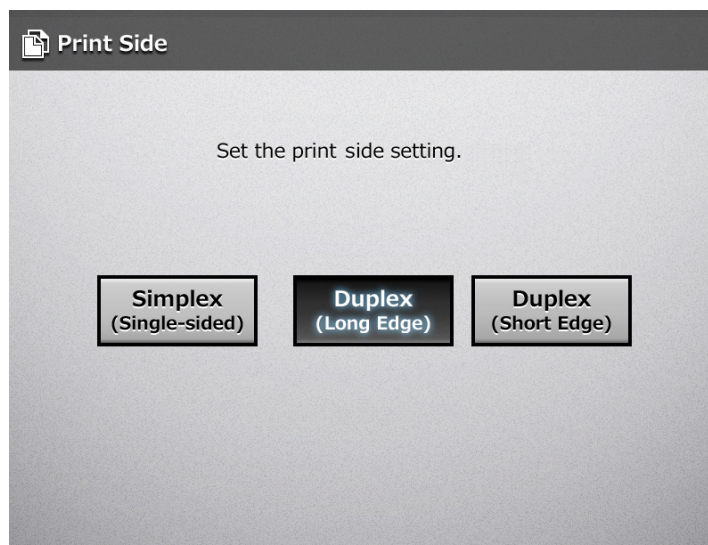 Print Side
Set the print side setting.
Simplex
(Single-sided)
Duplex
(Long Edge)
Duplex
(Short Edge)